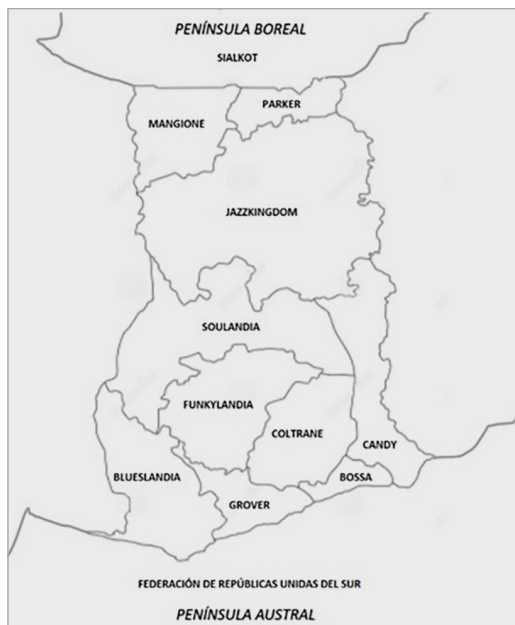 PENÍNSULA BOREAL
SIALKOT
PARKER
MANGIONE
JAZZKINGDOM
SOULANDIA
FUNKYLANDIA
COLTRANE
CANDY
BLUESLANDIA
BOSSA
GROVER
FEDERACIÓN DE REPÚBLICAS UNIDAS DEL SUR
PENÍNSULA AUSTRAL